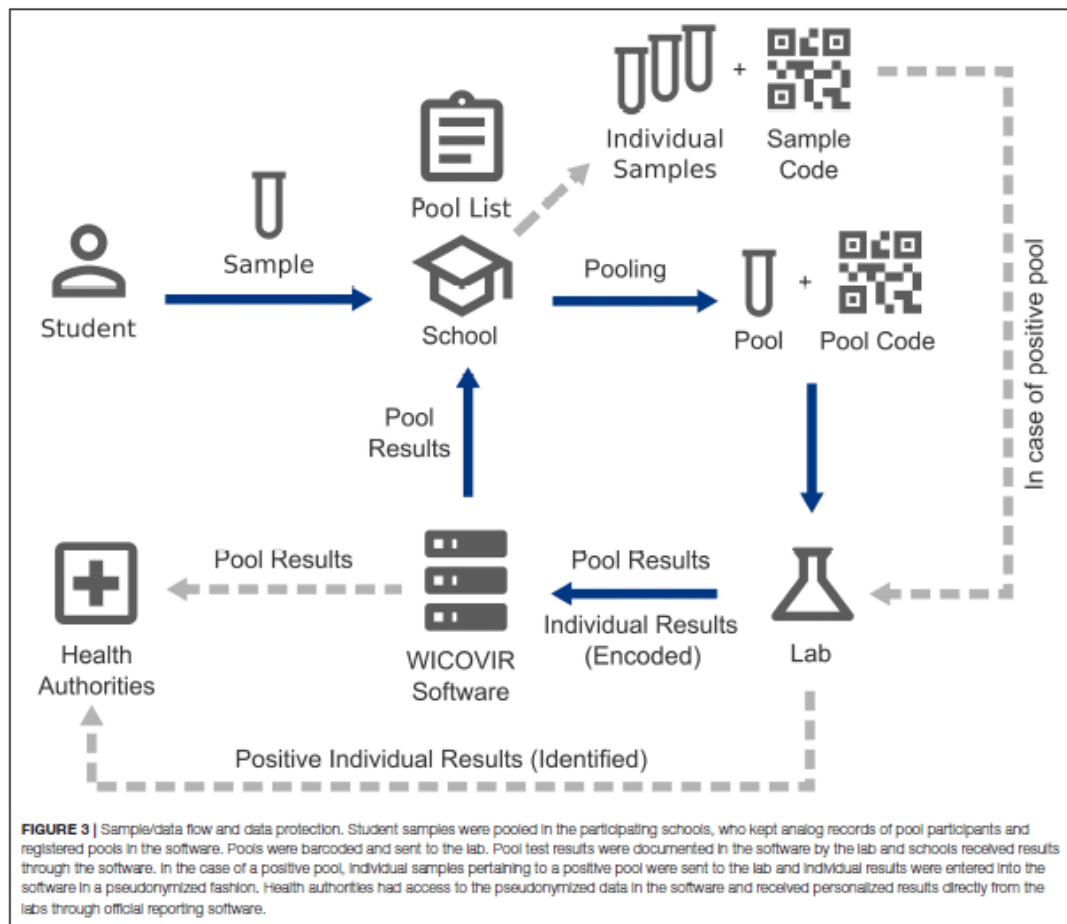 Individual
Samples
+
Sample
Code
Pool List
Sample
Student
School
Pooling
+
Pool
Pool Code
In case of positive pool
Pool
Results
Pool Results
Pool Results
Individual Results
(Encoded)
Health
Authorities
WICOVIR
Software
Lab
Positive Individual Results (Identified)
FIGURE 3 | Sample/data flow and data protection. Student samples were pooled in the participating schools, who kept analog records of pool participants and
registered pools in the software. Pools were barcoded and sent to the lab. Pool test results were documented in the software by the lab and schools received results
through the software. In the case of a positive pool, individual samples pertaining to a positive pool were sent to the lab and individual results were entered into the
software in a pseudonymized fashion. Health authorities had access to the pseudonymized data in the software and received personalized results directly from the
labs through official reporting software.